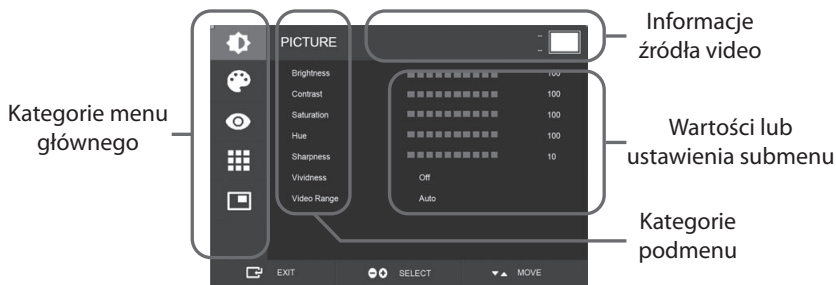 Informacje
źródła video
PICTURE
Brightness 100
Contrast 100
Saturation 100
Hue 100
Sharpness 10
Vividness Off
Video Range Auto
EXIT SELECT MOVE
Kategorie menu
głównego
Wartości lub
ustawienia submenu
Kategorie
podmenu